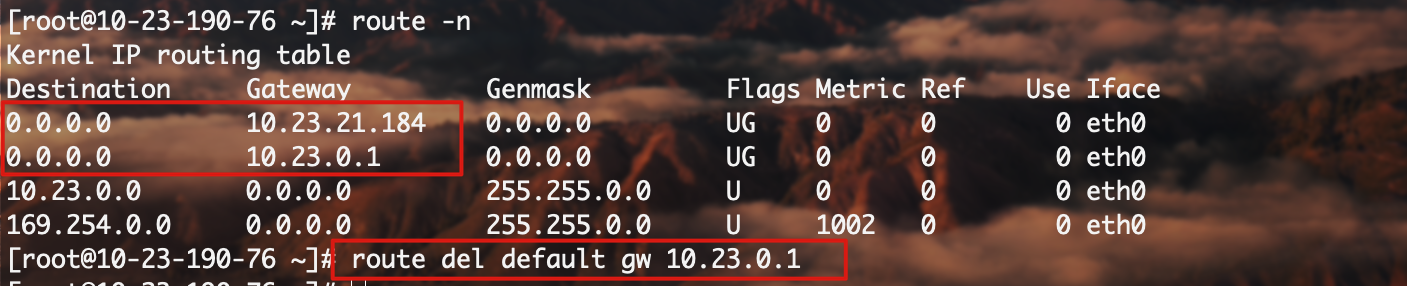 [root@10-23-190-76 ~]# route -n
Kernel IP routing table
Destination     Gateway         Genmask         Flags Metric Ref    Use Iface
0.0.0.0         10.23.21.184    0.0.0.0         UG    0      0        0 eth0
0.0.0.0         10.23.0.1       0.0.0.0         UG    0      0        0 eth0
10.23.0.0       0.0.0.0         255.255.0.0     U     0      0        0 eth0
169.254.0.0     0.0.0.0         255.255.0.0     U     1002   0        0 eth0
[root@10-23-190-76 ~]# route del default gw 10.23.0.1